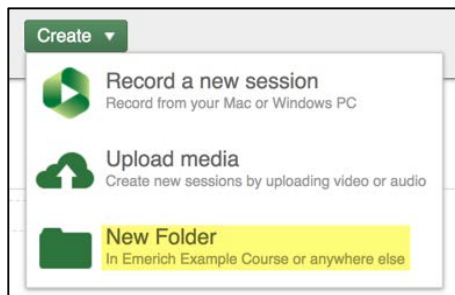 Create
Record a new session
Record from your Mac or Windows PC
Upload media
Create new sessions by uploading video or audio
New Folder
In Emerich Example Course or anywhere else